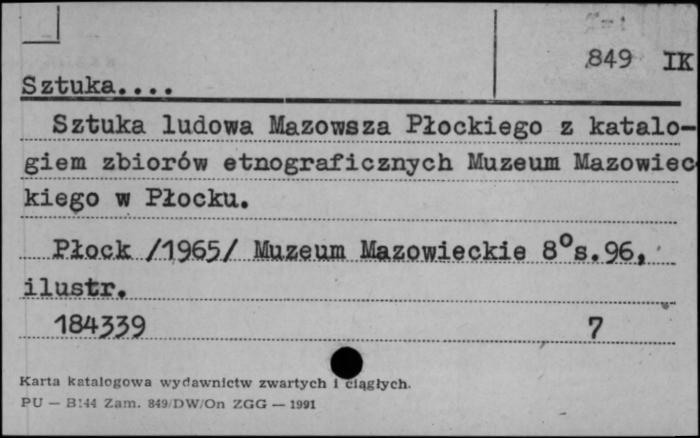 849 IK
Sztuka....
Sztuka ludowa Mazowsza Płockiego z katalo-
giem zbiorów etnograficznych Muzeum Mazowiec
kiego w Płocku.
Płock /1965/ Muzeum Mazowieckie 8°s.96,
ilustr.
184339 7
Karta katalogowa wydawnictw zwartych i ciągłych.
PU — B144 Zam. 849/DW/On ZGG — 1991